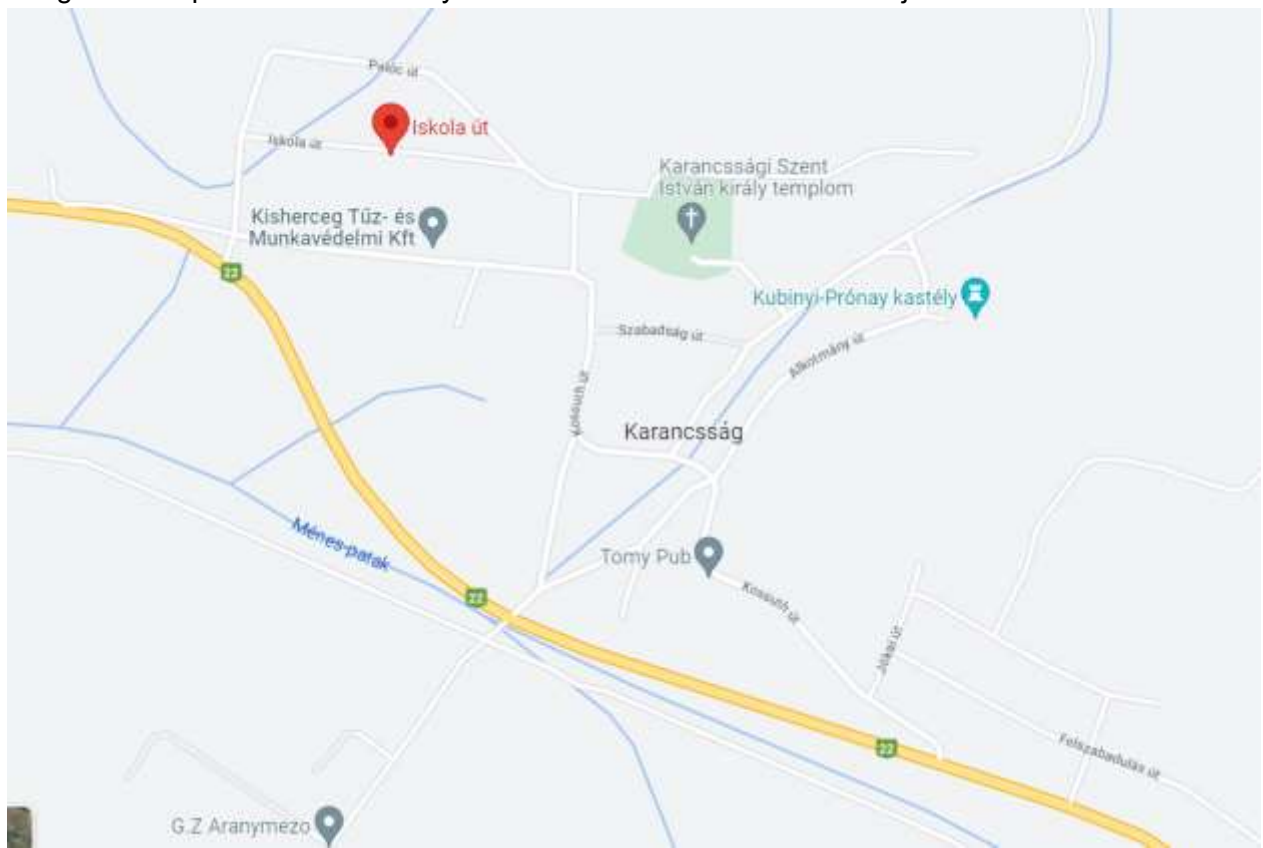 Palóc út
Iskola út
Iskola út
Karancssági Szent
István király templom
Kisherceg Tűz- és
Munkavédelmi Kft
22
Kubinyi-Prónay kastély
Szabadság út
Alkotmány út
Kossuth út
Karancsság
Ménes-patak
Tomy Pub
Kossuth út
22
Jókai út
22
Felszabadulás út
G.Z Aranymezo